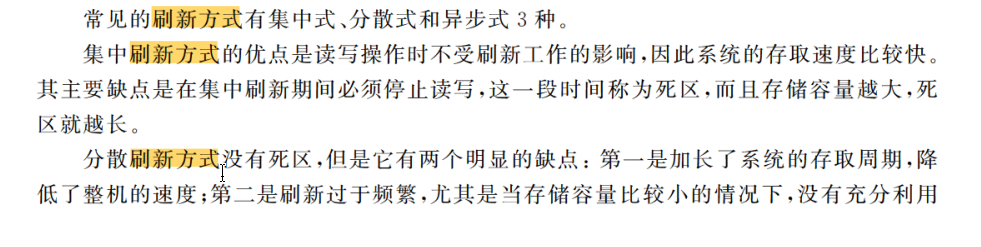 常见的刷新方式有集中式、分散式和异步式 3 种。
集中刷新方式的优点是读写操作时不受刷新工作的影响,因此系统的存取速度比较快。
其主要缺点是在集中刷新期间必须停止读写,这一段时间称为死区,而且存储容量越大,死
区就越长。
分散刷新方式没有死区,但是它有两个明显的缺点:第一是加长了系统的存取周期,降
低了整机的速度;第二是刷新过于频繁,尤其是当存储容量比较小的情况下,没有充分利用